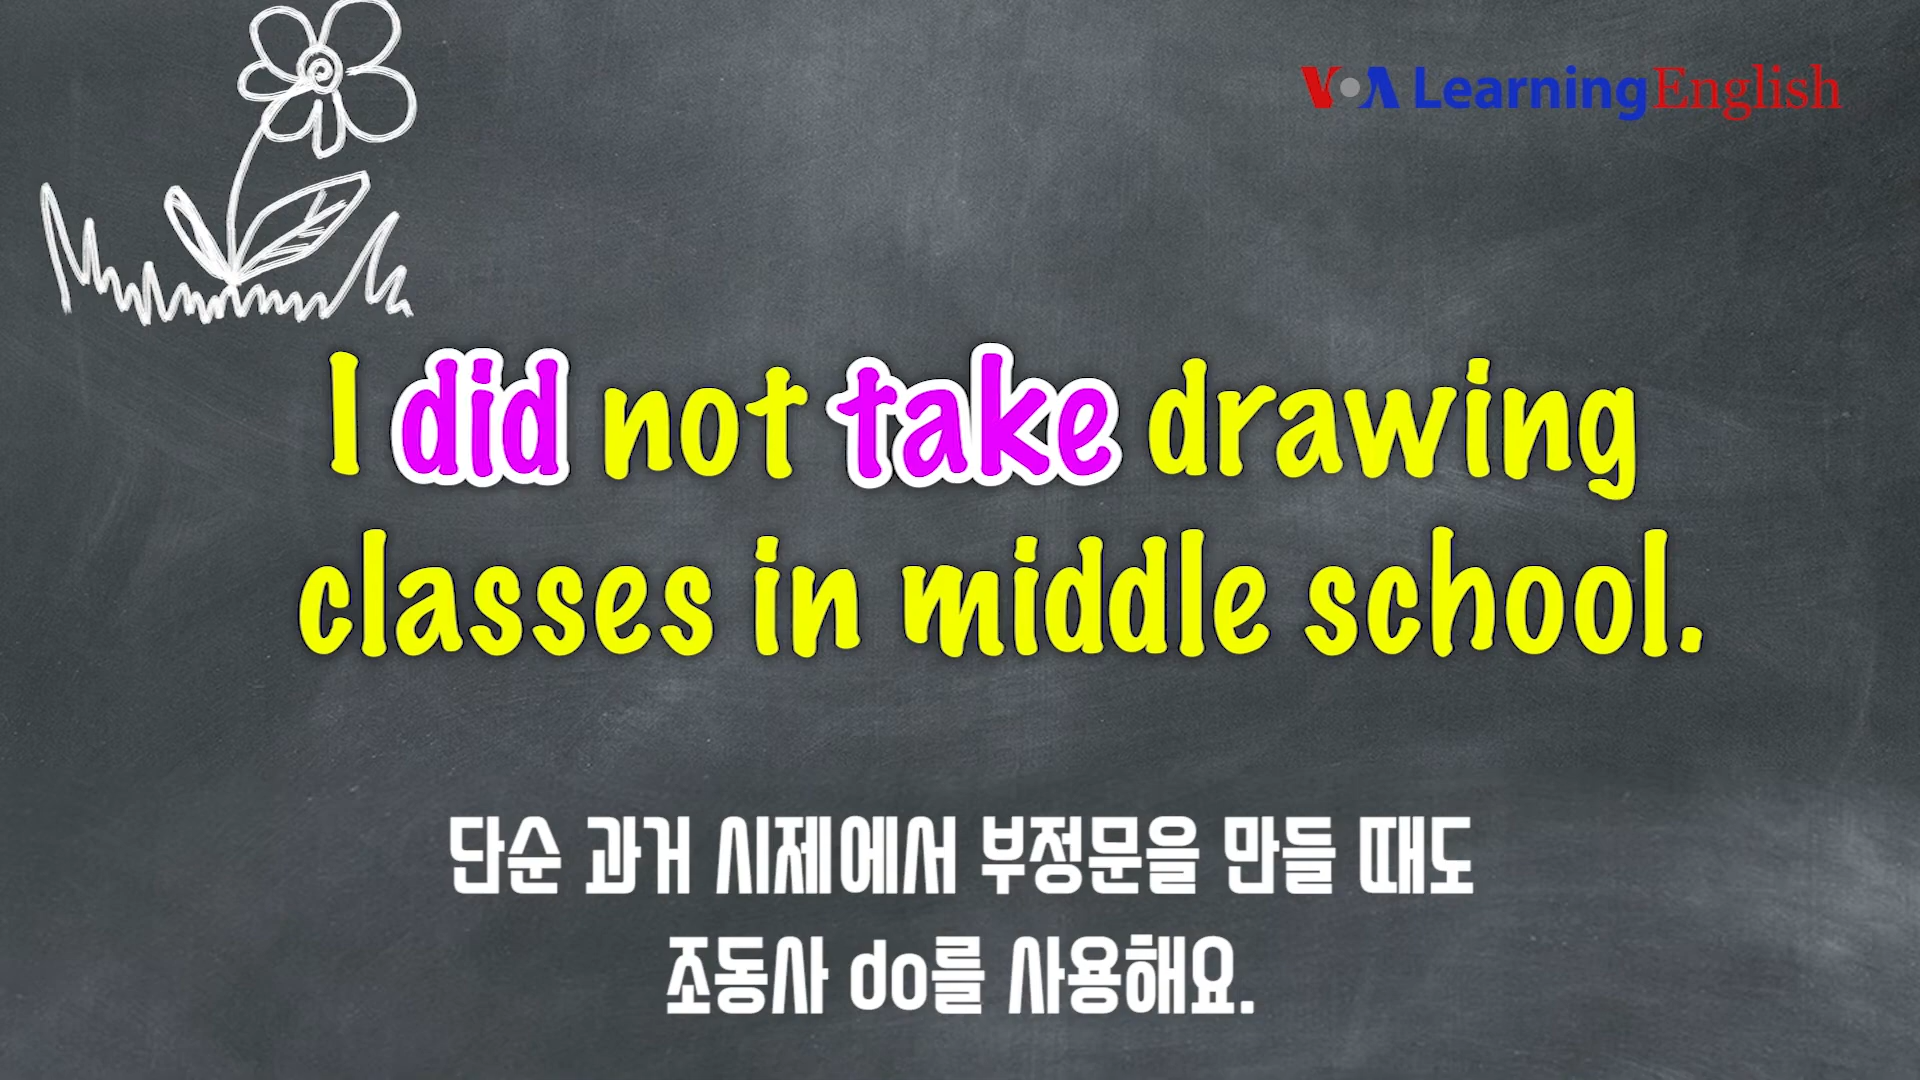 VOA Learning English
I did not take drawing
classes in middle school.
단순 과거 시제에서 부정문을 만들 때도
조동사 do를 사용해요.